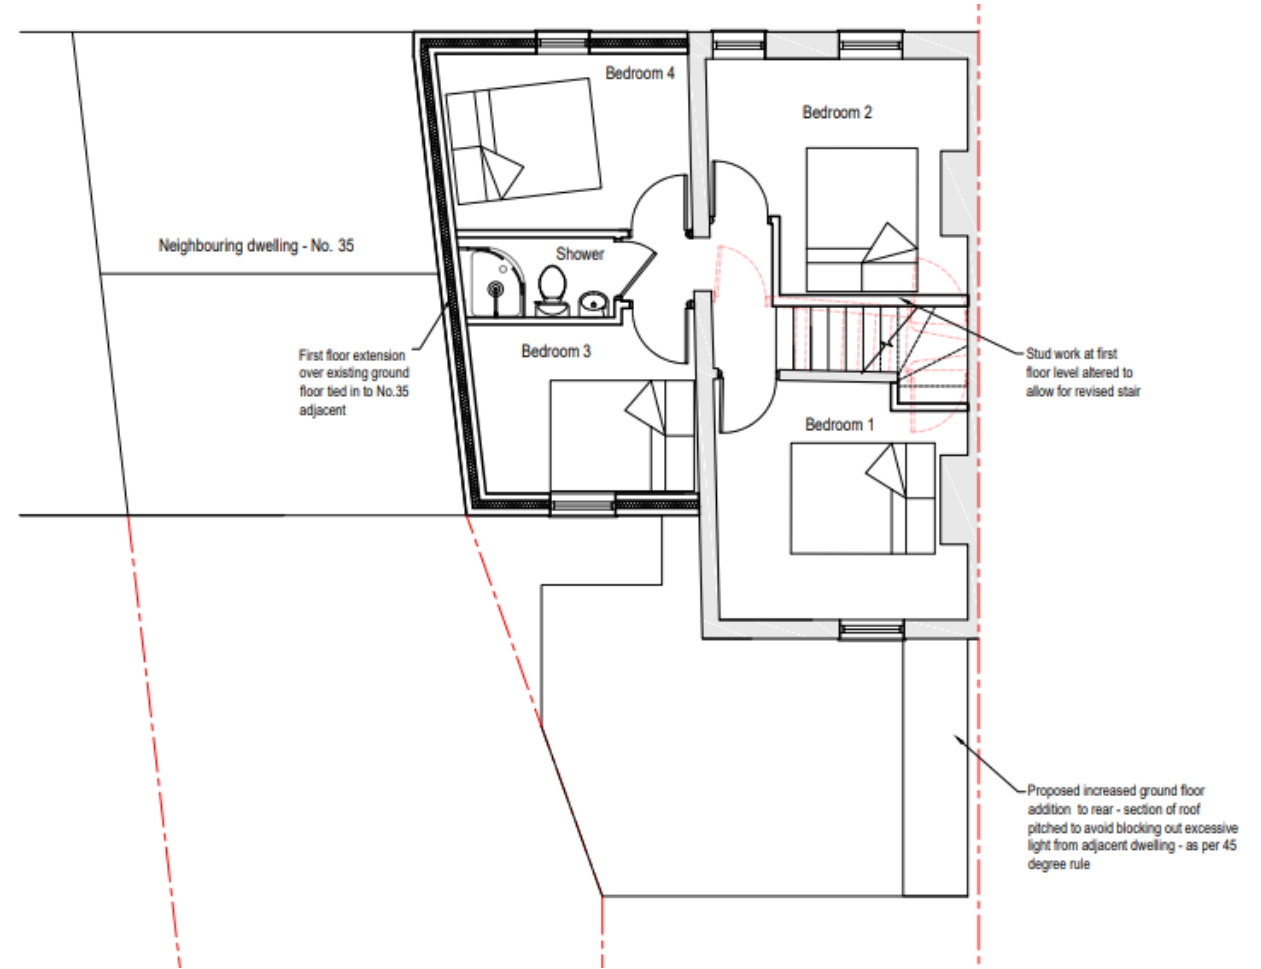 Bedroom 4
Bedroom 2
Neighbouring dwelling - No. 35
Shower
First floor extension
over existing ground
floor tied in to No.35
adjacent
Bedroom 3
Stud work at first
floor level altered to
allow for revised stair
Bedroom 1
Proposed increased ground floor
addition to rear - section of roof
pitched to avoid blocking out excessive
light from adjacent dwelling - as per 45
degree rule